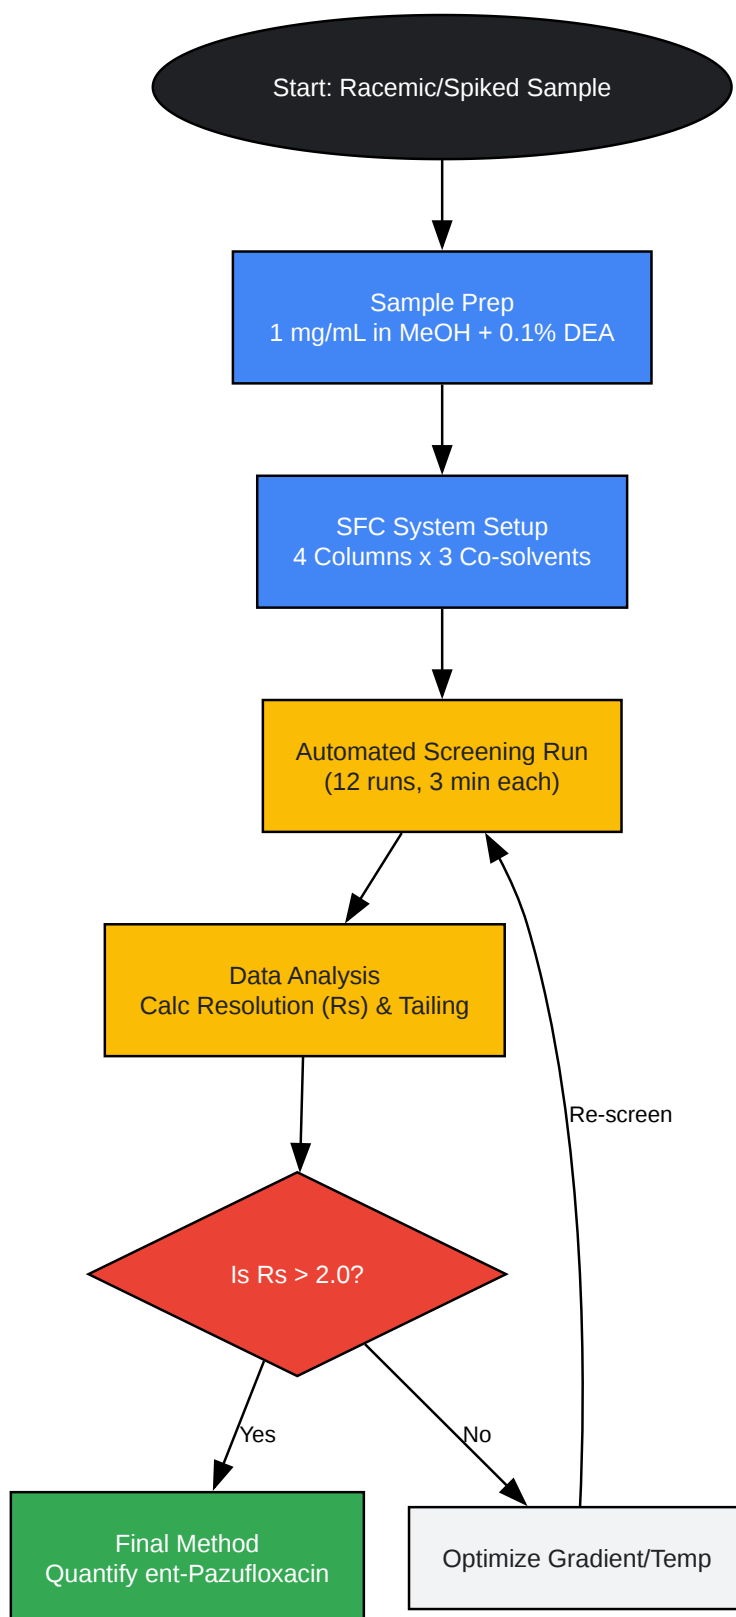 Start: Racemic/Spiked Sample
Sample Prep
1 mg/mL in MeOH + 0.1% DEA
SFC System Setup
4 Columns x 3 Co-solvents
Automated Screening Run
(12 runs, 3 min each)
Data Analysis
Calc Resolution (Rs) & Tailing
Re-screen
Is Rs > 2.0?
Yes
No
Final Method
Quantify ent-Pazufloxacin
Optimize Gradient/Temp